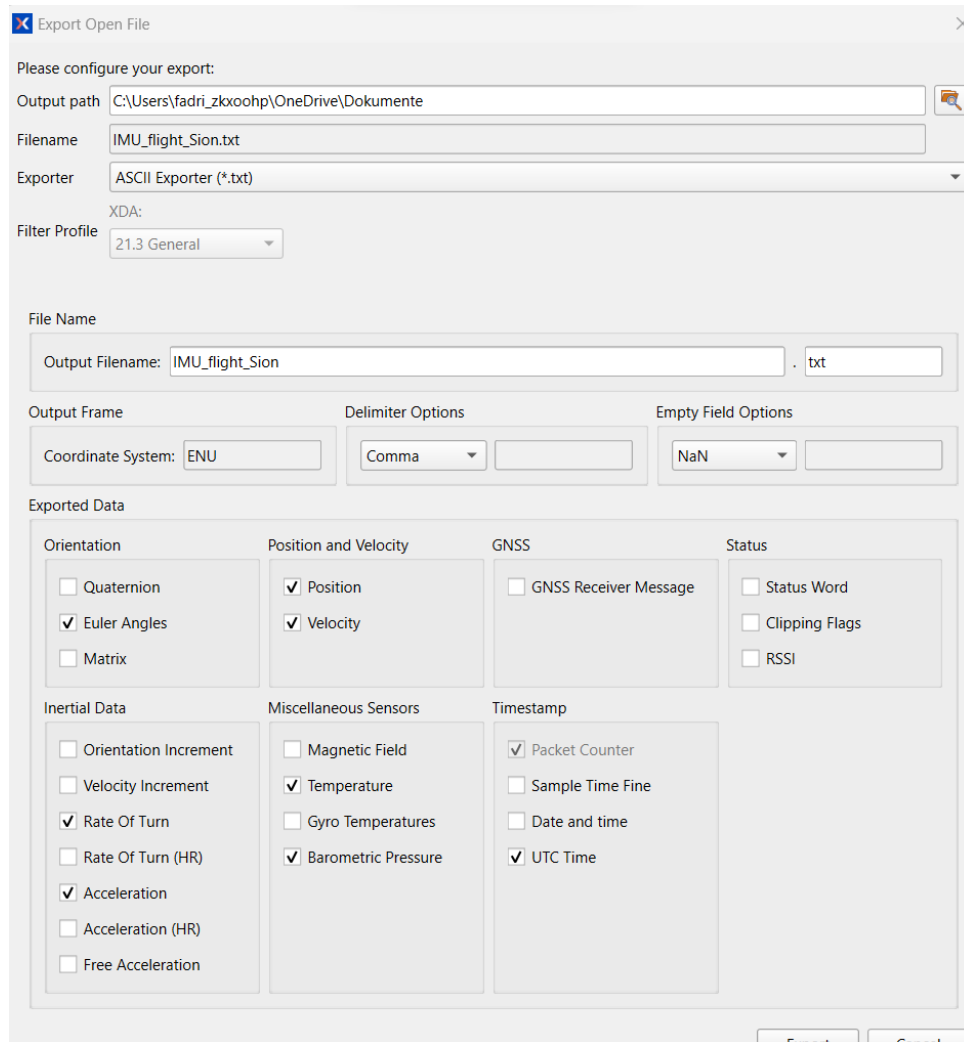 Export Open File
Please configure your export:
Output path C:\Users\fadri_zkxoohp\OneDrive\Dokumente
Filename IMU_flight_Sion.txt
Exporter ASCII Exporter (*.txt)
XDA:
Filter Profile 21.3 General
File Name
Output Filename: IMU_flight_Sion . txt
Output Frame Delimiter Options Empty Field Options
Coordinate System: ENU Comma NaN
Exported Data
Orientation Position and Velocity GNSS Status
Quaternion Position GNSS Receiver Message Status Word
Euler Angles Velocity Clipping Flags
Matrix RSSI
Inertial Data Miscellaneous Sensors Timestamp
Orientation Increment Magnetic Field Packet Counter
Velocity Increment Temperature Sample Time Fine
Rate Of Turn Gyro Temperatures Date and time
Rate Of Turn (HR) Barometric Pressure UTC Time
Acceleration
Acceleration (HR)
Free Acceleration
Export Cancel